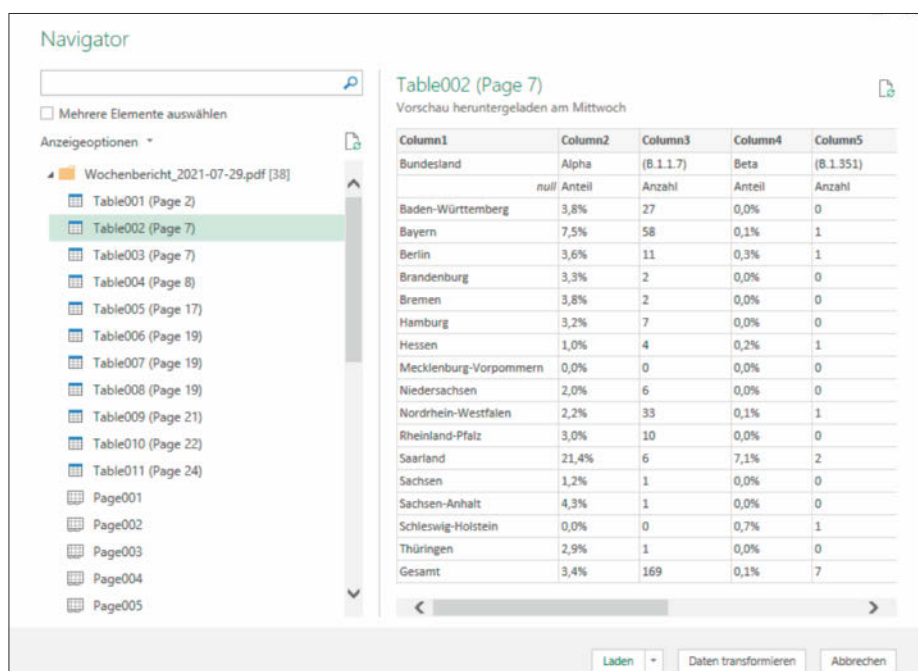 Navigator
Mehrere Elemente auswählen
Anzeigeoptionen
Wochenbericht_2021-07-29.pdf [38]
Table001 (Page 2)
Table002 (Page 7)
Table003 (Page 7)
Table004 (Page 8)
Table005 (Page 17)
Table006 (Page 19)
Table007 (Page 19)
Table008 (Page 19)
Table009 (Page 21)
Table010 (Page 22)
Table011 (Page 24)
Page001
Page002
Page003
Page004
Page005
Table002 (Page 7)
Vorschau heruntergeladen am Mittwoch
Column1 Column2 Column3 Column4 Column5
Bundesland Alpha (B.1.1.7) Beta (B.1.351)
null Anteil Anzahl Anteil Anzahl
Baden-Württemberg 3,8% 27 0,0% 0
Bayern 7,5% 58 0,1% 1
Berlin 3,6% 11 0,3% 1
Brandenburg 3,3% 2 0,0% 0
Bremen 3,8% 2 0,0% 0
Hamburg 3,2% 7 0,0% 0
Hessen 1,0% 4 0,2% 1
Mecklenburg-Vorpommern 0,0% 0 0,0% 0
Niedersachsen 2,0% 6 0,0% 0
Nordrhein-Westfalen 2,2% 33 0,1% 1
Rheinland-Pfalz 3,0% 10 0,0% 0
Saarland 21,4% 6 7,1% 2
Sachsen 1,2% 1 0,0% 0
Sachsen-Anhalt 4,3% 1 0,0% 0
Schleswig-Holstein 0,0% 0 0,7% 1
Thüringen 2,9% 1 0,0% 0
Gesamt 3,4% 169 0,1% 7
Laden Daten transformieren Abbrechen